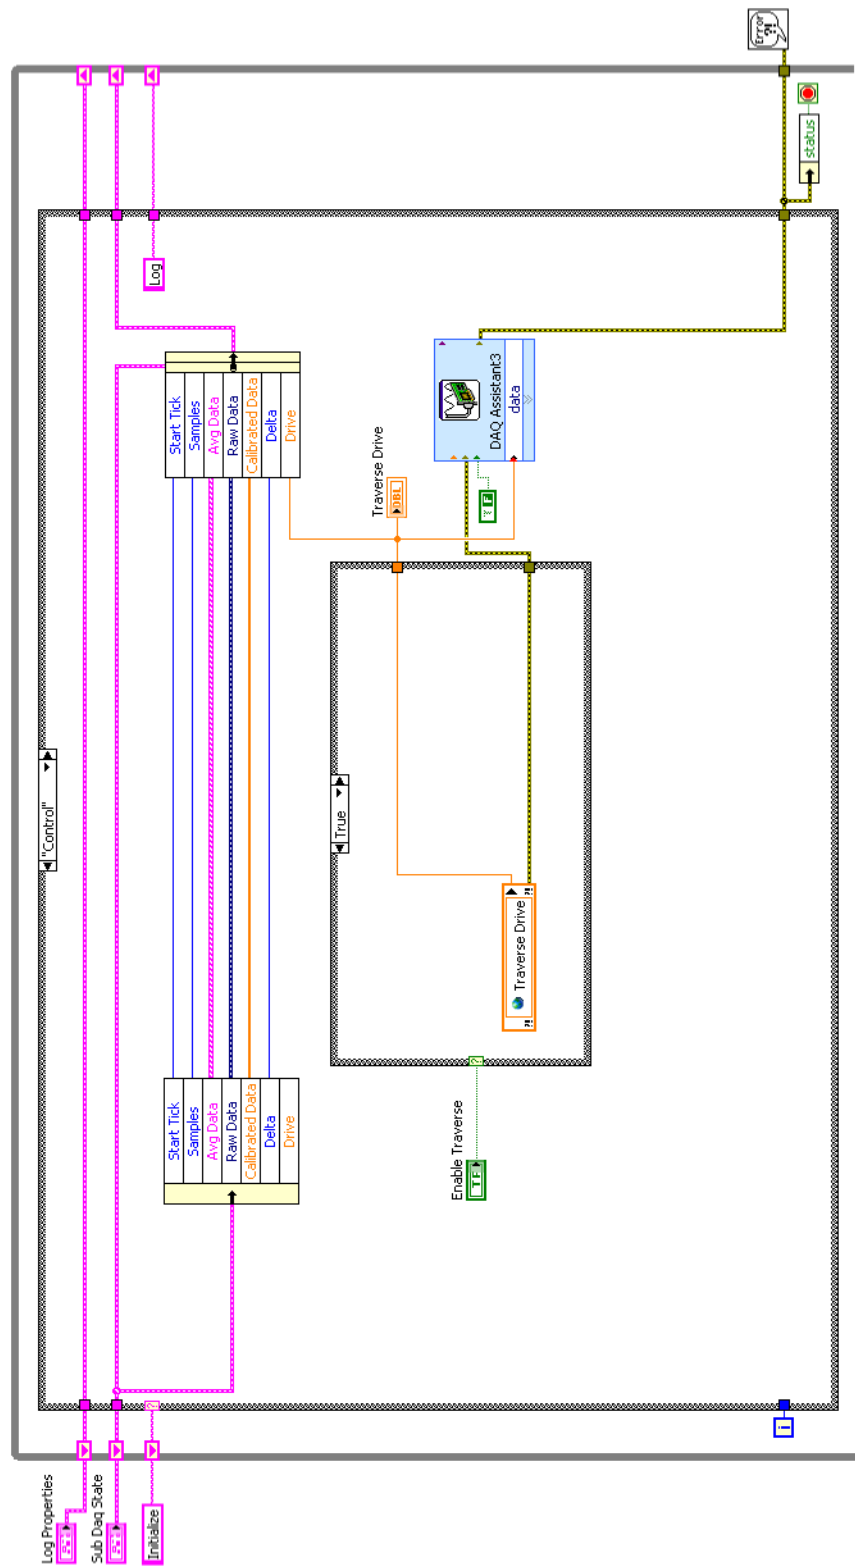 Log Properties
Sub Daq State
Initialize
"Control"
Start Tick
Samples
Avg Data
Raw Data
Calibrated Data
Delta
Drive
Start Tick
Samples
Avg Data
Raw Data
Calibrated Data
Delta
Drive
Log
Enable Traverse
TF
True
Traverse Drive
?!
?!
Traverse Drive
DBL
F
DAQ Assistant3
data
i
status
Error
?!